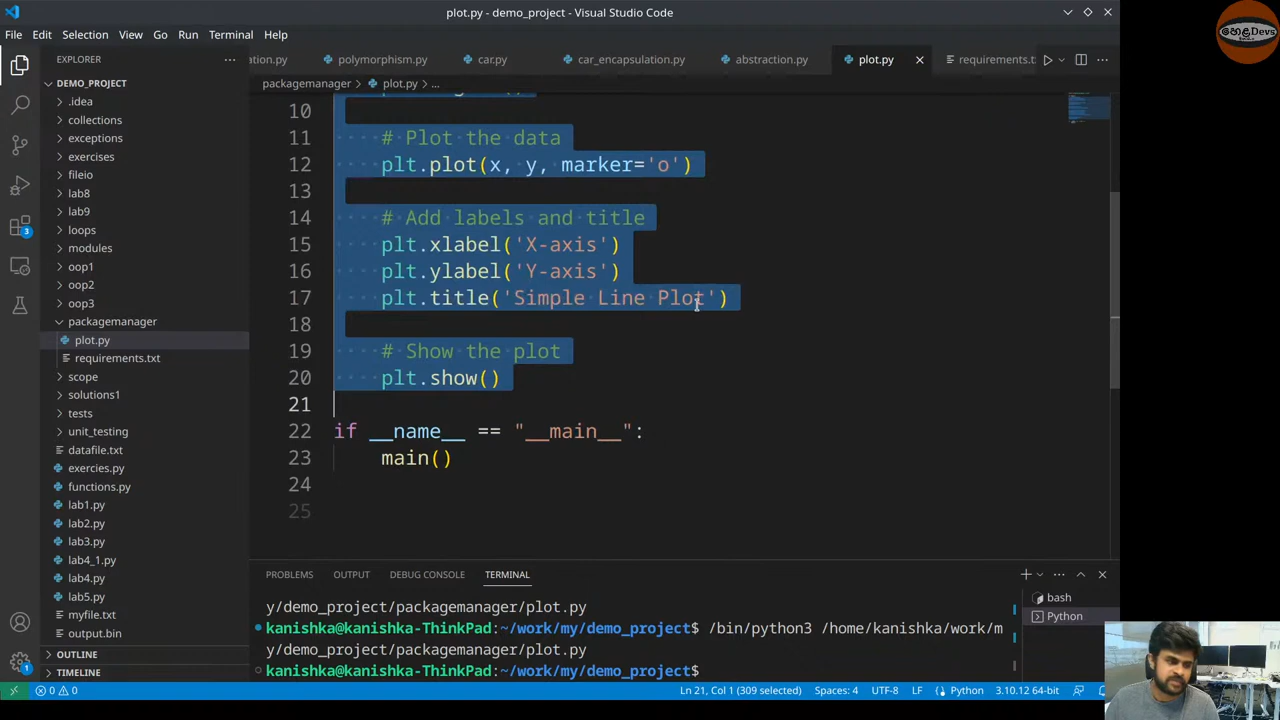 plot.py - demo_project - Visual Studio Code
File Edit Selection View Go Run Terminal Help
හෙළDevs
EXPLORER
DEMO_PROJECT
.idea
collections
exceptions
exercises
fileio
lab8
lab9
loops
modules
oop1
oop2
oop3
packagemanager
plot.py
requirements.txt
scope
solutions1
tests
unit_testing
datafile.txt
exercies.py
functions.py
lab1.py
lab2.py
lab3.py
lab4_1.py
lab4.py
lab5.py
myfile.txt
output.bin
OUTLINE
TIMELINE
ation.py polymorphism.py car.py car_encapsulation.py abstraction.py plot.py requirements.t
packagemanager > plot.py > ...
10
11 # Plot the data
12 plt.plot(x, y, marker='o')
13
14 # Add labels and title
15 plt.xlabel('X-axis')
16 plt.ylabel('Y-axis')
17 plt.title('Simple Line Plot')
18
19 # Show the plot
20 plt.show()
21
22 if __name__ == "__main__":
23 main()
24
25
PROBLEMS OUTPUT DEBUG CONSOLE TERMINAL
y/demo_project/packagemanager/plot.py
kanishka@kanishka-ThinkPad:~/work/my/demo_project$ /bin/python3 /home/kanishka/work/m
y/demo_project/packagemanager/plot.py
kanishka@kanishka-ThinkPad:~/work/my/demo_project$
bash
Python
3
1
0 0
Ln 21, Col 1 (309 selected) Spaces: 4 UTF-8 LF Python 3.10.12 64-bit